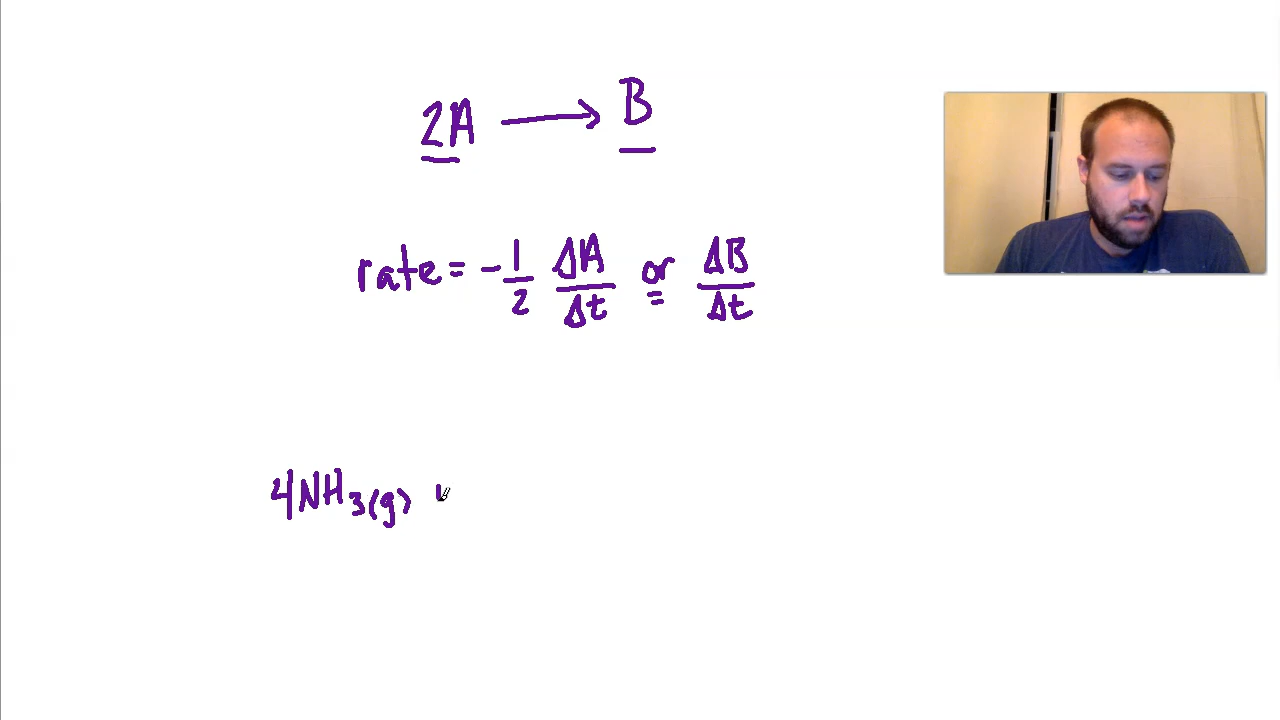 2A → B
rate = -1/2 ΔA/Δt or ΔB/Δt
4NH₃(g)